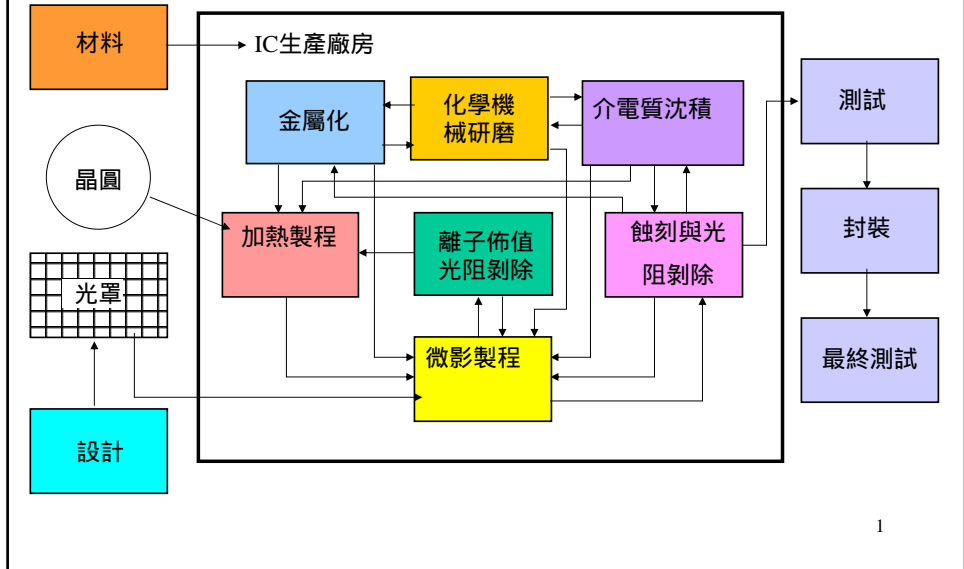 材料
IC生產廠房
金屬化
化學機
械研磨
介電質沈積
測試
晶圓
加熱製程
離子佈值
光阻剝除
蝕刻與光
阻剝除
封裝
光罩
微影製程
最終測試
設計
1